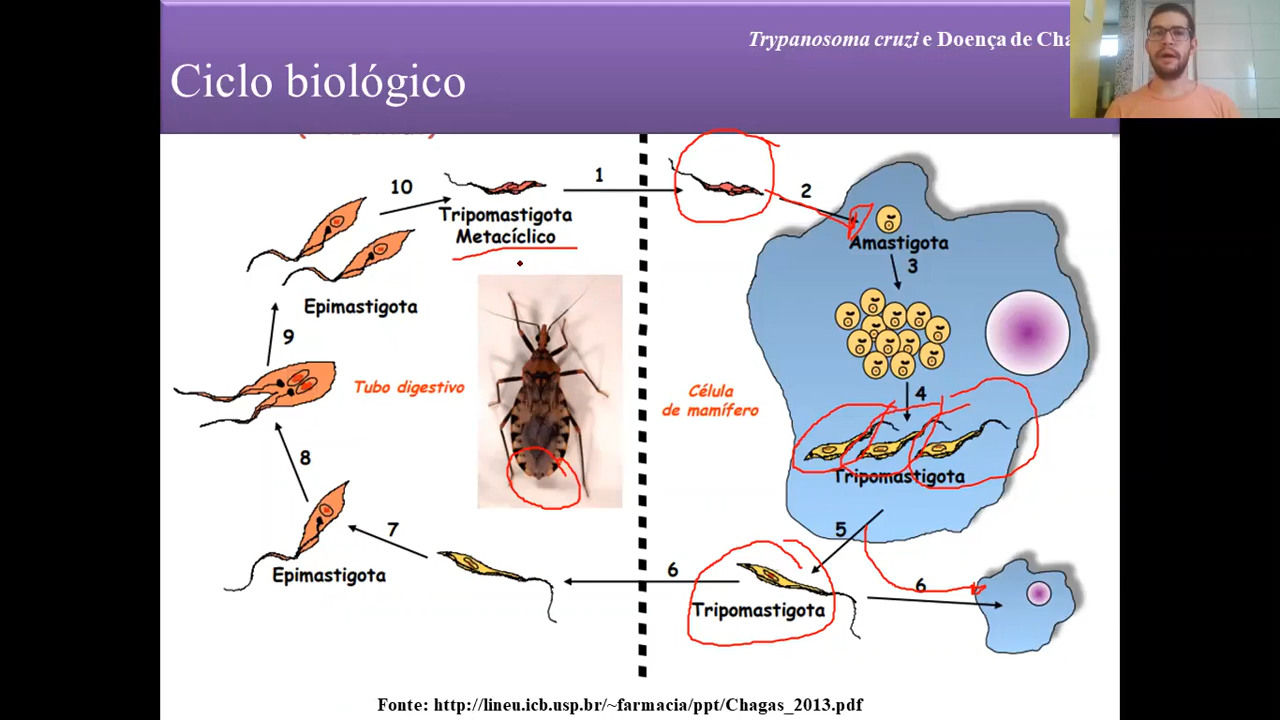 Trypanosoma cruzi e Doença de Cha
Ciclo biológico
10
1
2
Tripomastigota
Metacíclico
Amastigota
3
Epimastigota
9
Tubo digestivo
Célula
de mamífero
4
8
Tripomastigota
5
7
6
6
Epimastigota
Tripomastigota
Fonte: http://lineu.icb.usp.br/~farmacia/ppt/Chagas_2013.pdf